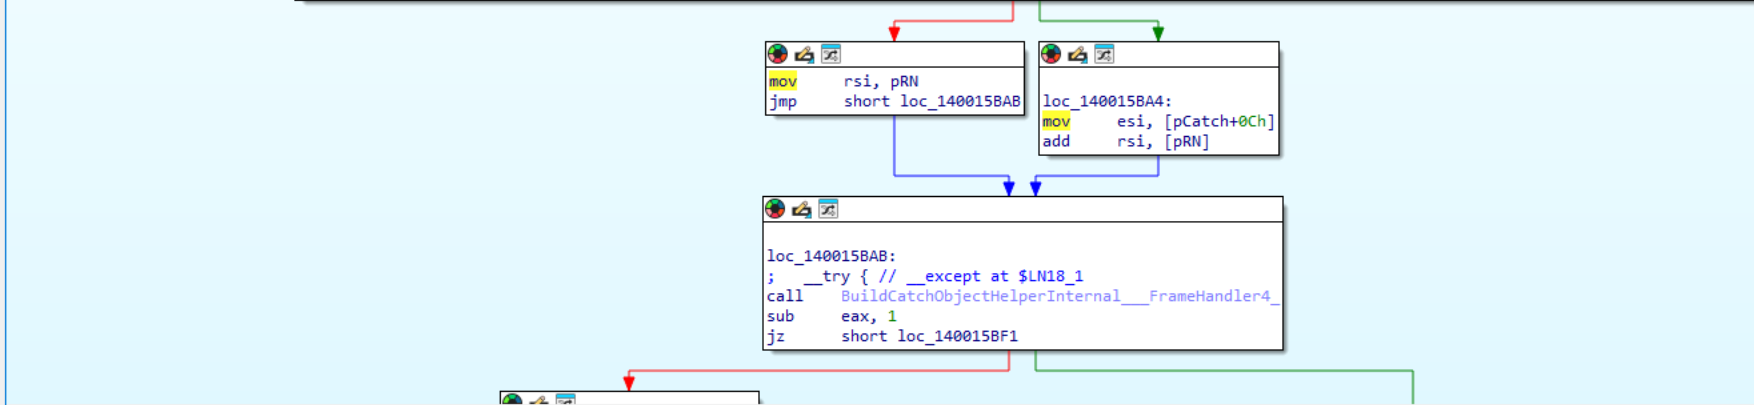 mov rsi, pRN
jmp short loc_140015BAB
loc_140015BA4:
mov esi, [pCatch+0Ch]
add rsi, [pRN]
loc_140015BAB:
; __try { // __except at $LN18_1
call BuildCatchObjectHelperInternal___FrameHandler4_
sub eax, 1
jz short loc_140015BF1